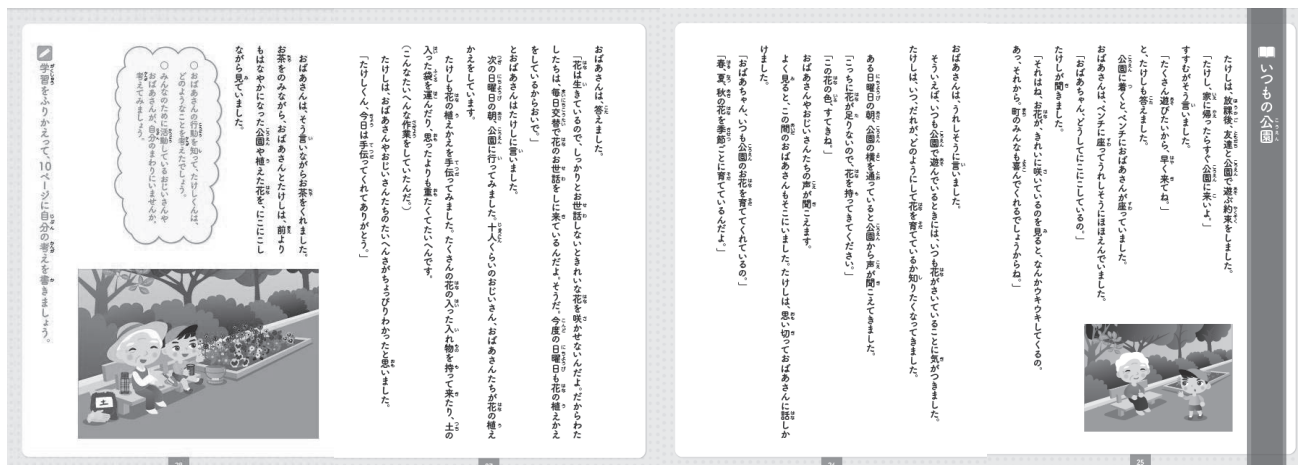 いつもの公園
たけしは、放課後、友達と公園で遊ぶ約束をしました。
「たけし、家に帰ったらすぐ公園に来いよ。」
すすむがそう言いました。
「たくさん遊びたいから、早く来てね。」
と、たけしも答えました。
公園に着くと、ベンチにおばあさんが座っていました。
おばあさんは、ベンチに座ってうれしそうにほほえんでいました。
「おばあちゃん、どうしてにこにこしているの。」
たけしが聞きました。
「それはね、お花が、きれいに咲いているのを見ると、なんかウキウキしてくるの。
あっ、それから、町のみんなも喜んでくれるでしょうからね。」
25
おばあさんは、うれしそうに言いました。
そういえば、いつも公園で遊んでいるときには、いつも花がさいていることに気がつきました。
たけしは、いつ、だれが、どのようにして花を育てているか知りたくなってきました。
ある日曜日の朝、公園の横を通っていると公園から声が聞こえてきました。
「こっちに花が足りないので、花を持ってきてください。」
「この花の色、すてきね。」
おばあさんやおじいさんたちの声が聞こえます。
よく見ると、この間のおばあさんもそこにいました。たけしは、思い切っておばあさんに話しか
けました。
「おばあちゃん、いつも公園のお花を育ててくれているの。」
「春、夏、秋の花を季節ごとに育てているんだよ。」
おばあさんは、答えました。
「花は生きているので、しっかりとお世話しないときれいな花を咲かせないんだよ。だからわた
したちは、毎日交替で花のお世話をしに来ているんだよ。そうだ。今度の日曜日も花の植えかえ
をしているからおいで。」
とおばあさんはたけしに言いました。
次の日曜日の朝、公園に行ってみました。十人くらいのおじいさん、おばあさんたちが花の植え
かえをしています。
たけしも花の植えかえを手伝ってみました。たくさんの花の入った入れ物を持って来たり、土の
入った袋を運んだり、思ったよりも重たくてたいへんです。
(こんなたいへんな作業をしていたんだ。)
たけしは、おばあさんやおじいさんたちのたいへんさがちょっぴりわかったと思いました。
「たけしくん、今日は手伝ってくれてありがとう。」
おばあさんは、そう言いながらお茶をくれました。
お茶をのみながら、おばあさんとたけしは、前より
もはなやかになった公園や植えた花を、にこにこし
ながら見ていました。
○おばあさんの行動を知って、たけしくんは、
どのようなことを考えたでしょう。
○みんなのために活動しているおじいさんや
おばあさんが、自分のまわりにいませんか。
考えてみましょう。
学習をふりかえって、10ページに自分の考えを書きましょう。
土